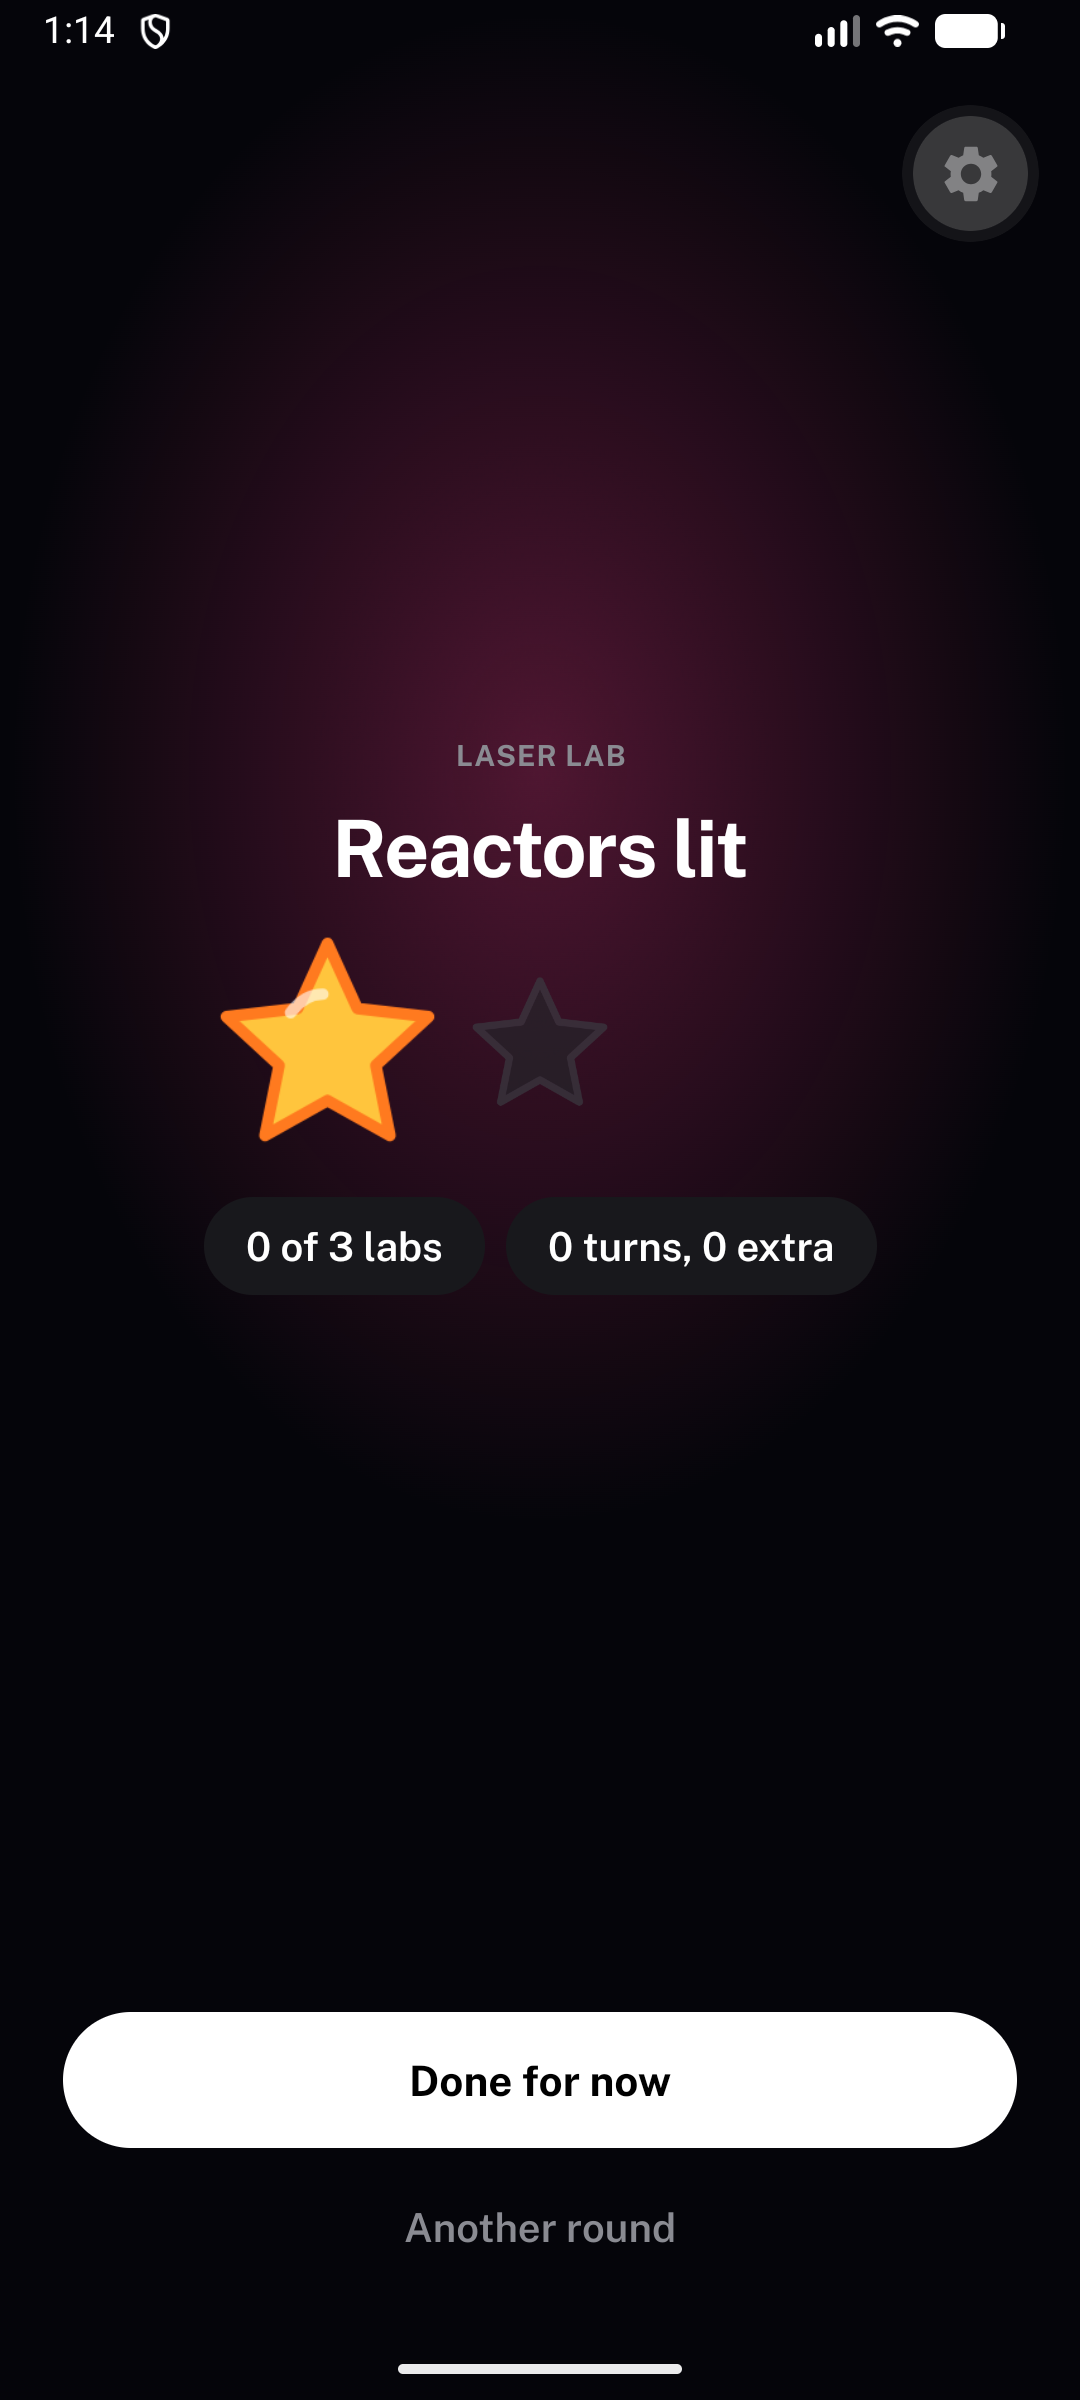 1:14
LASER LAB
Reactors lit
0 of 3 labs
0 turns, 0 extra
Done for now
Another round